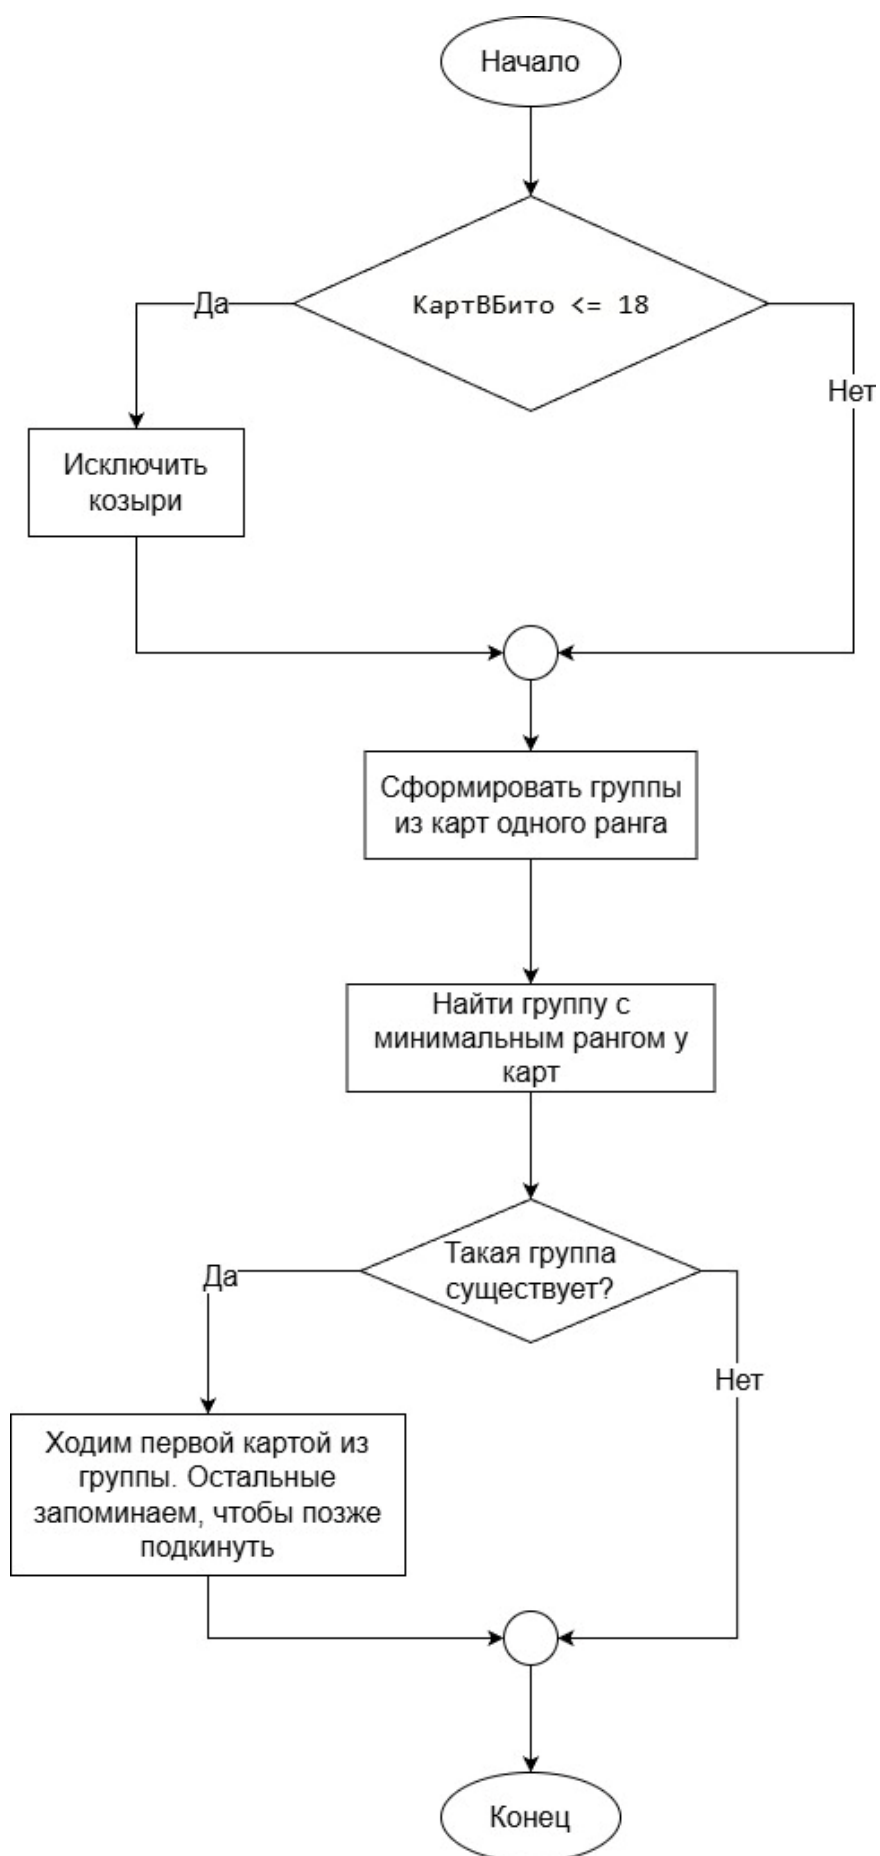 Начало
КартВБито <= 18
Да
Нет
Исключить
козыри
Сформировать группы
из карт одного ранга
Найти группу с
минимальным рангом у
карт
Такая группа
существует?
Да
Нет
Ходим первой картой из
группы. Остальные
запоминаем, чтобы позже
подкинуть
Конец